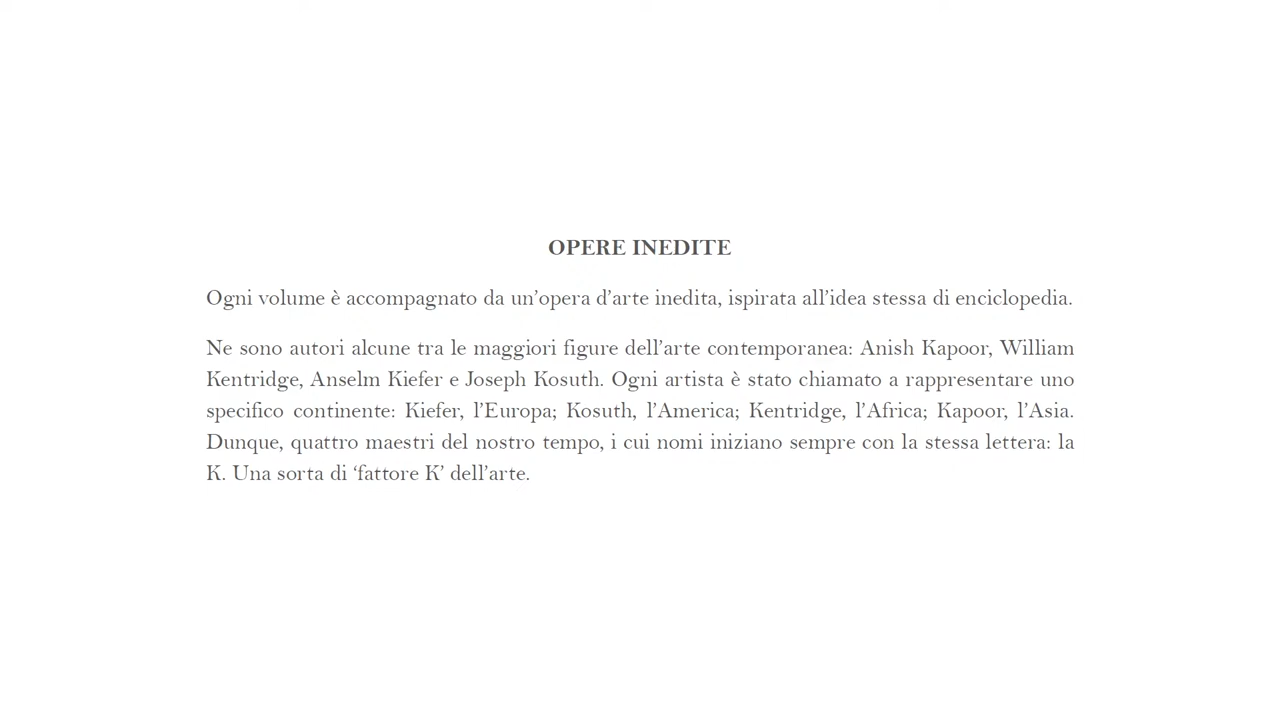 OPERE INEDITE
Ogni volume è accompagnato da un’opera d’arte inedita, ispirata all’idea stessa di enciclopedia.
Ne sono autori alcune tra le maggiori figure dell’arte contemporanea: Anish Kapoor, William
Kentridge, Anselm Kiefer e Joseph Kosuth. Ogni artista è stato chiamato a rappresentare uno
specifico continente: Kiefer, l’Europa; Kosuth, l’America; Kentridge, l’Africa; Kapoor, l’Asia.
Dunque, quattro maestri del nostro tempo, i cui nomi iniziano sempre con la stessa lettera: la
K. Una sorta di ‘fattore K’ dell’arte.